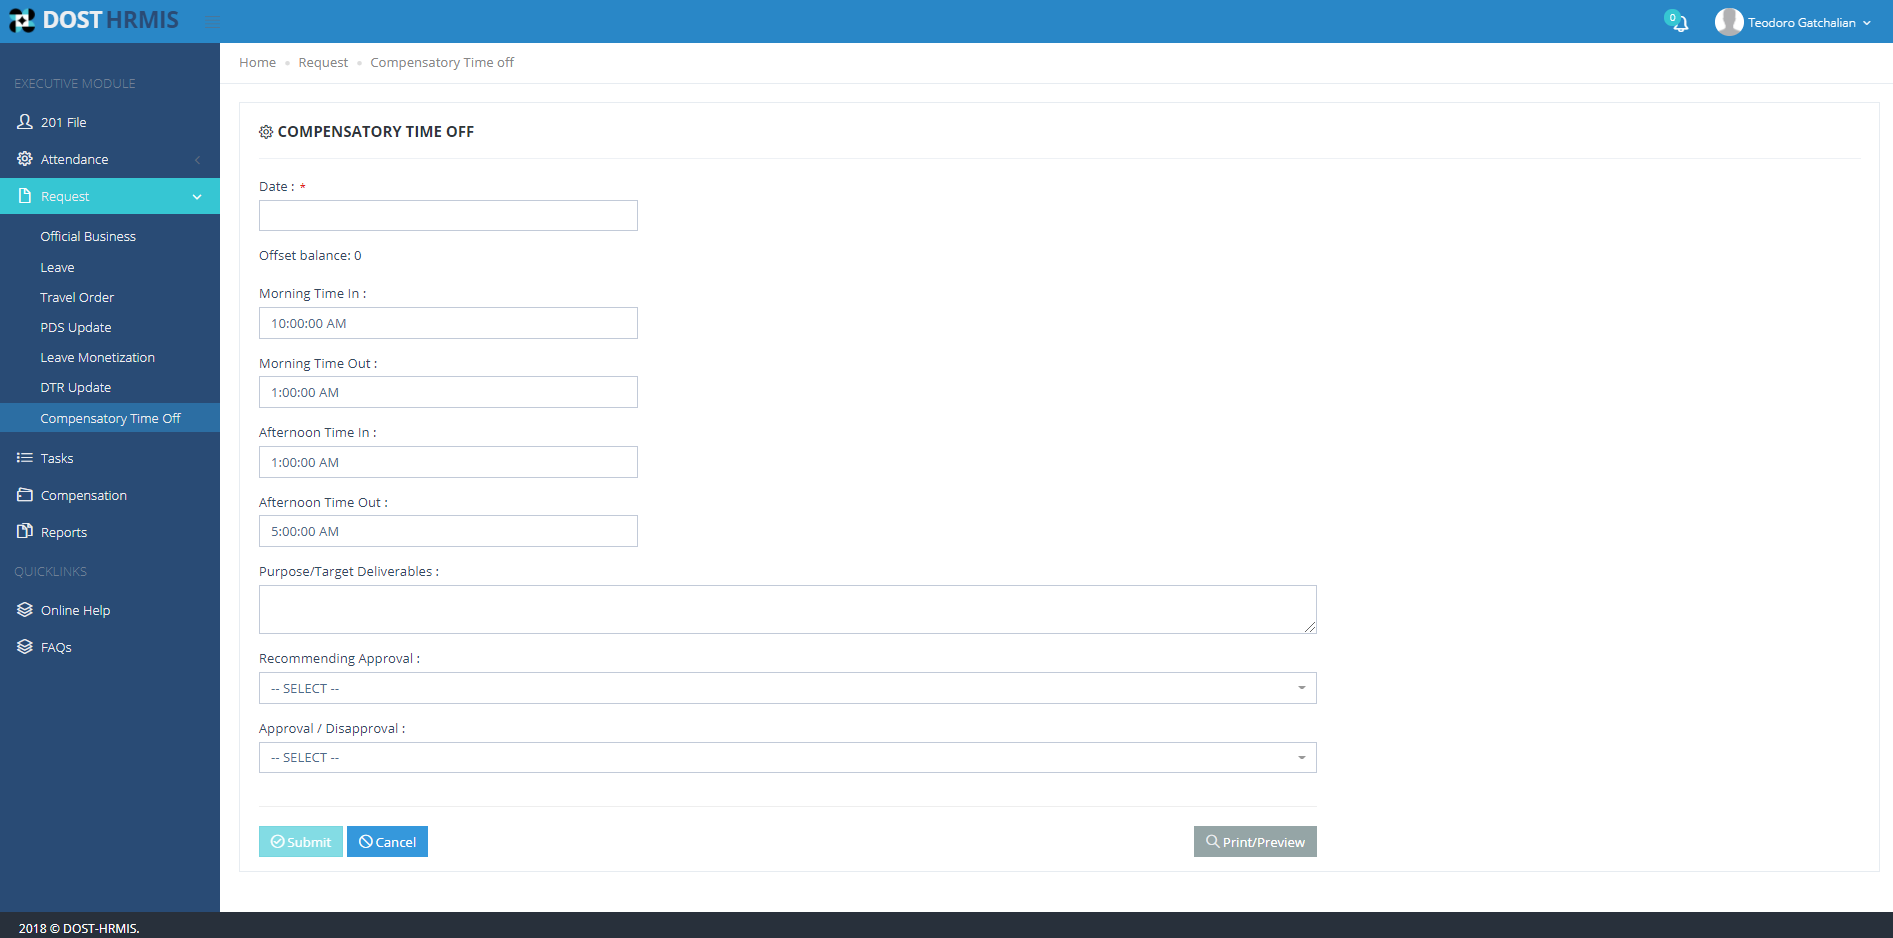 DOST HRMIS
0
Teodoro Gatchalian
EXECUTIVE MODULE
201 File
Attendance
Request
Official Business
Leave
Travel Order
PDS Update
Leave Monetization
DTR Update
Compensatory Time Off
Tasks
Compensation
Reports
QUICKLINKS
Online Help
FAQs
Home Request Compensatory Time off
COMPENSATORY TIME OFF
Date : *
Offset balance: 0
Morning Time In :
10:00:00 AM
Morning Time Out :
1:00:00 AM
Afternoon Time In :
1:00:00 AM
Afternoon Time Out :
5:00:00 AM
Purpose/Target Deliverables :
Recommending Approval :
-- SELECT --
Approval / Disapproval :
-- SELECT --
Submit Cancel Print/Preview
2018 © DOST-HRMIS.